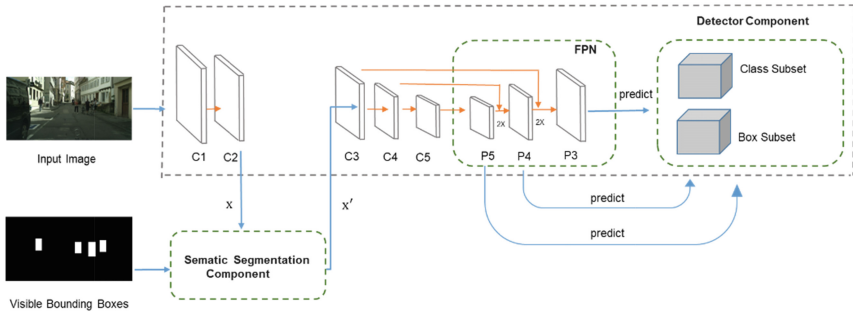 Detector Component
FPN
Class Subset
predict
Box Subset
2X
2X
Input Image
C1
C2
C3
C4
C5
P5
P4
P3
predict
x
x′
predict
Sematic Segmentation
Component
Visible Bounding Boxes